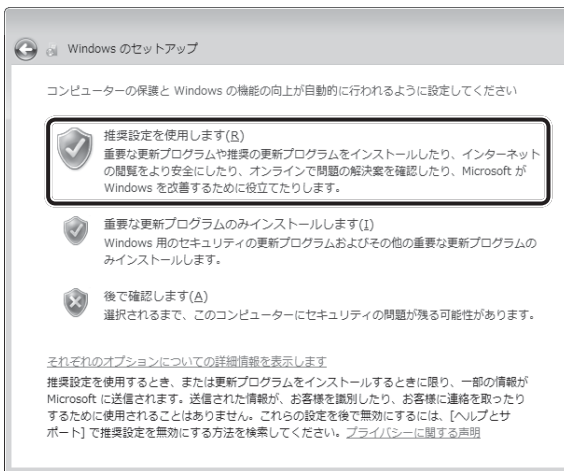 Windows のセットアップ
コンピューターの保護と Windows の機能の向上が自動的に行われるように設定してください
推奨設定を使用します(R)
重要な更新プログラムや推奨の更新プログラムをインストールしたり、インターネット
の閲覧をより安全にしたり、オンラインで問題の解決案を確認したり、Microsoft が
Windows を改善するために役立てたりします。
重要な更新プログラムのみインストールします(I)
Windows 用のセキュリティの更新プログラムおよびその他の重要な更新プログラムの
みインストールします。
後で確認します(A)
選択されるまで、このコンピューターにセキュリティの問題が残る可能性があります。
それぞれのオプションについての詳細情報を表示します
推奨設定を使用するとき、または更新プログラムをインストールするときに限り、一部の情報が
Microsoft に送信されます。送信された情報が、お客様を識別したり、お客様に連絡を取ったり
するために使用されることはありません。これらの設定を後で無効にするには、[ヘルプとサ
ポート] で推奨設定を無効にする方法を検索してください。プライバシーに関する声明